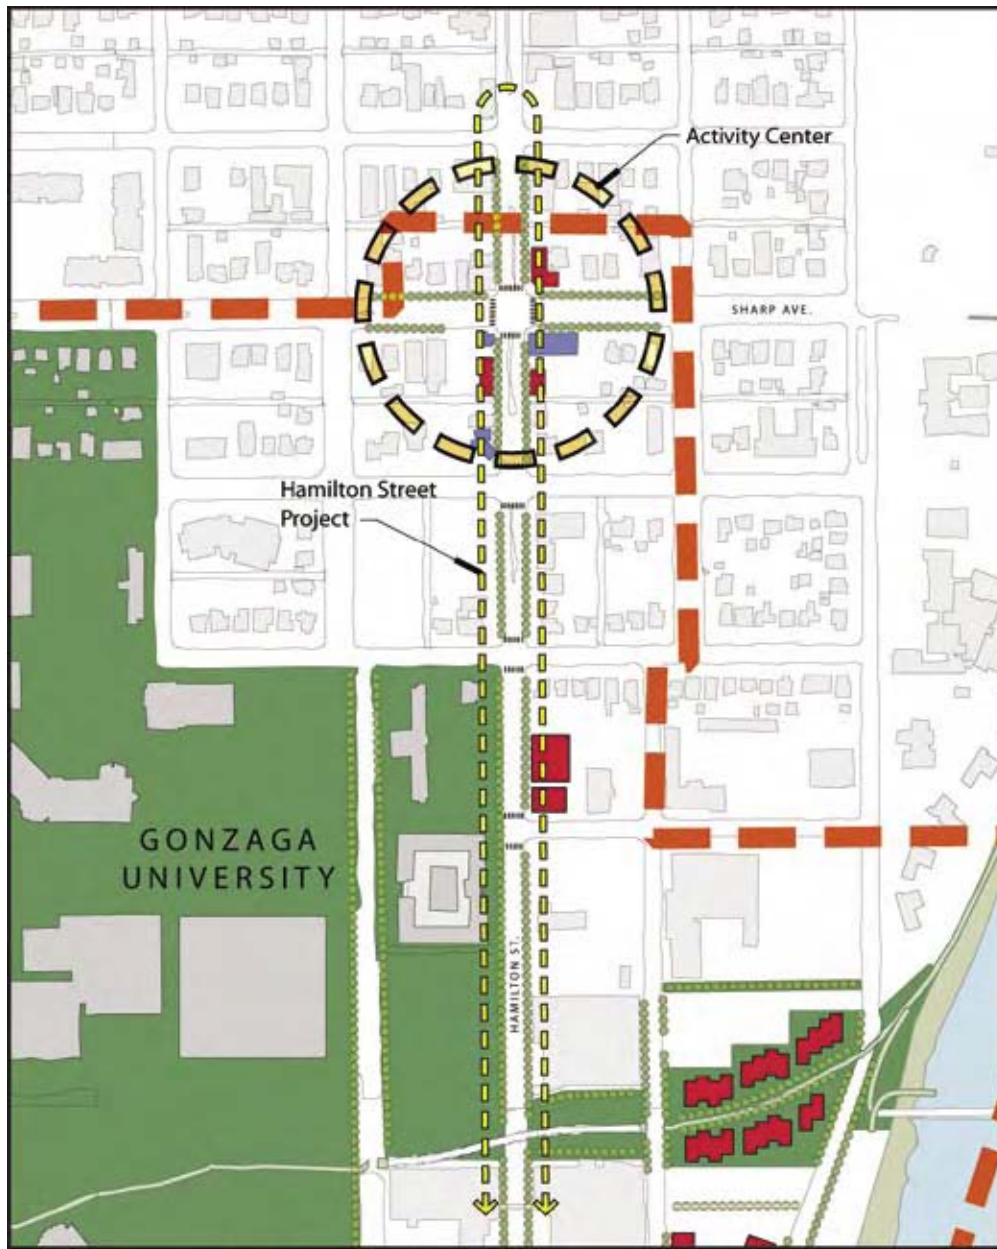 Activity Center
SHARP AVE.
Hamilton Street
Project
GONZAGA
UNIVERSITY
HAMILTON ST.